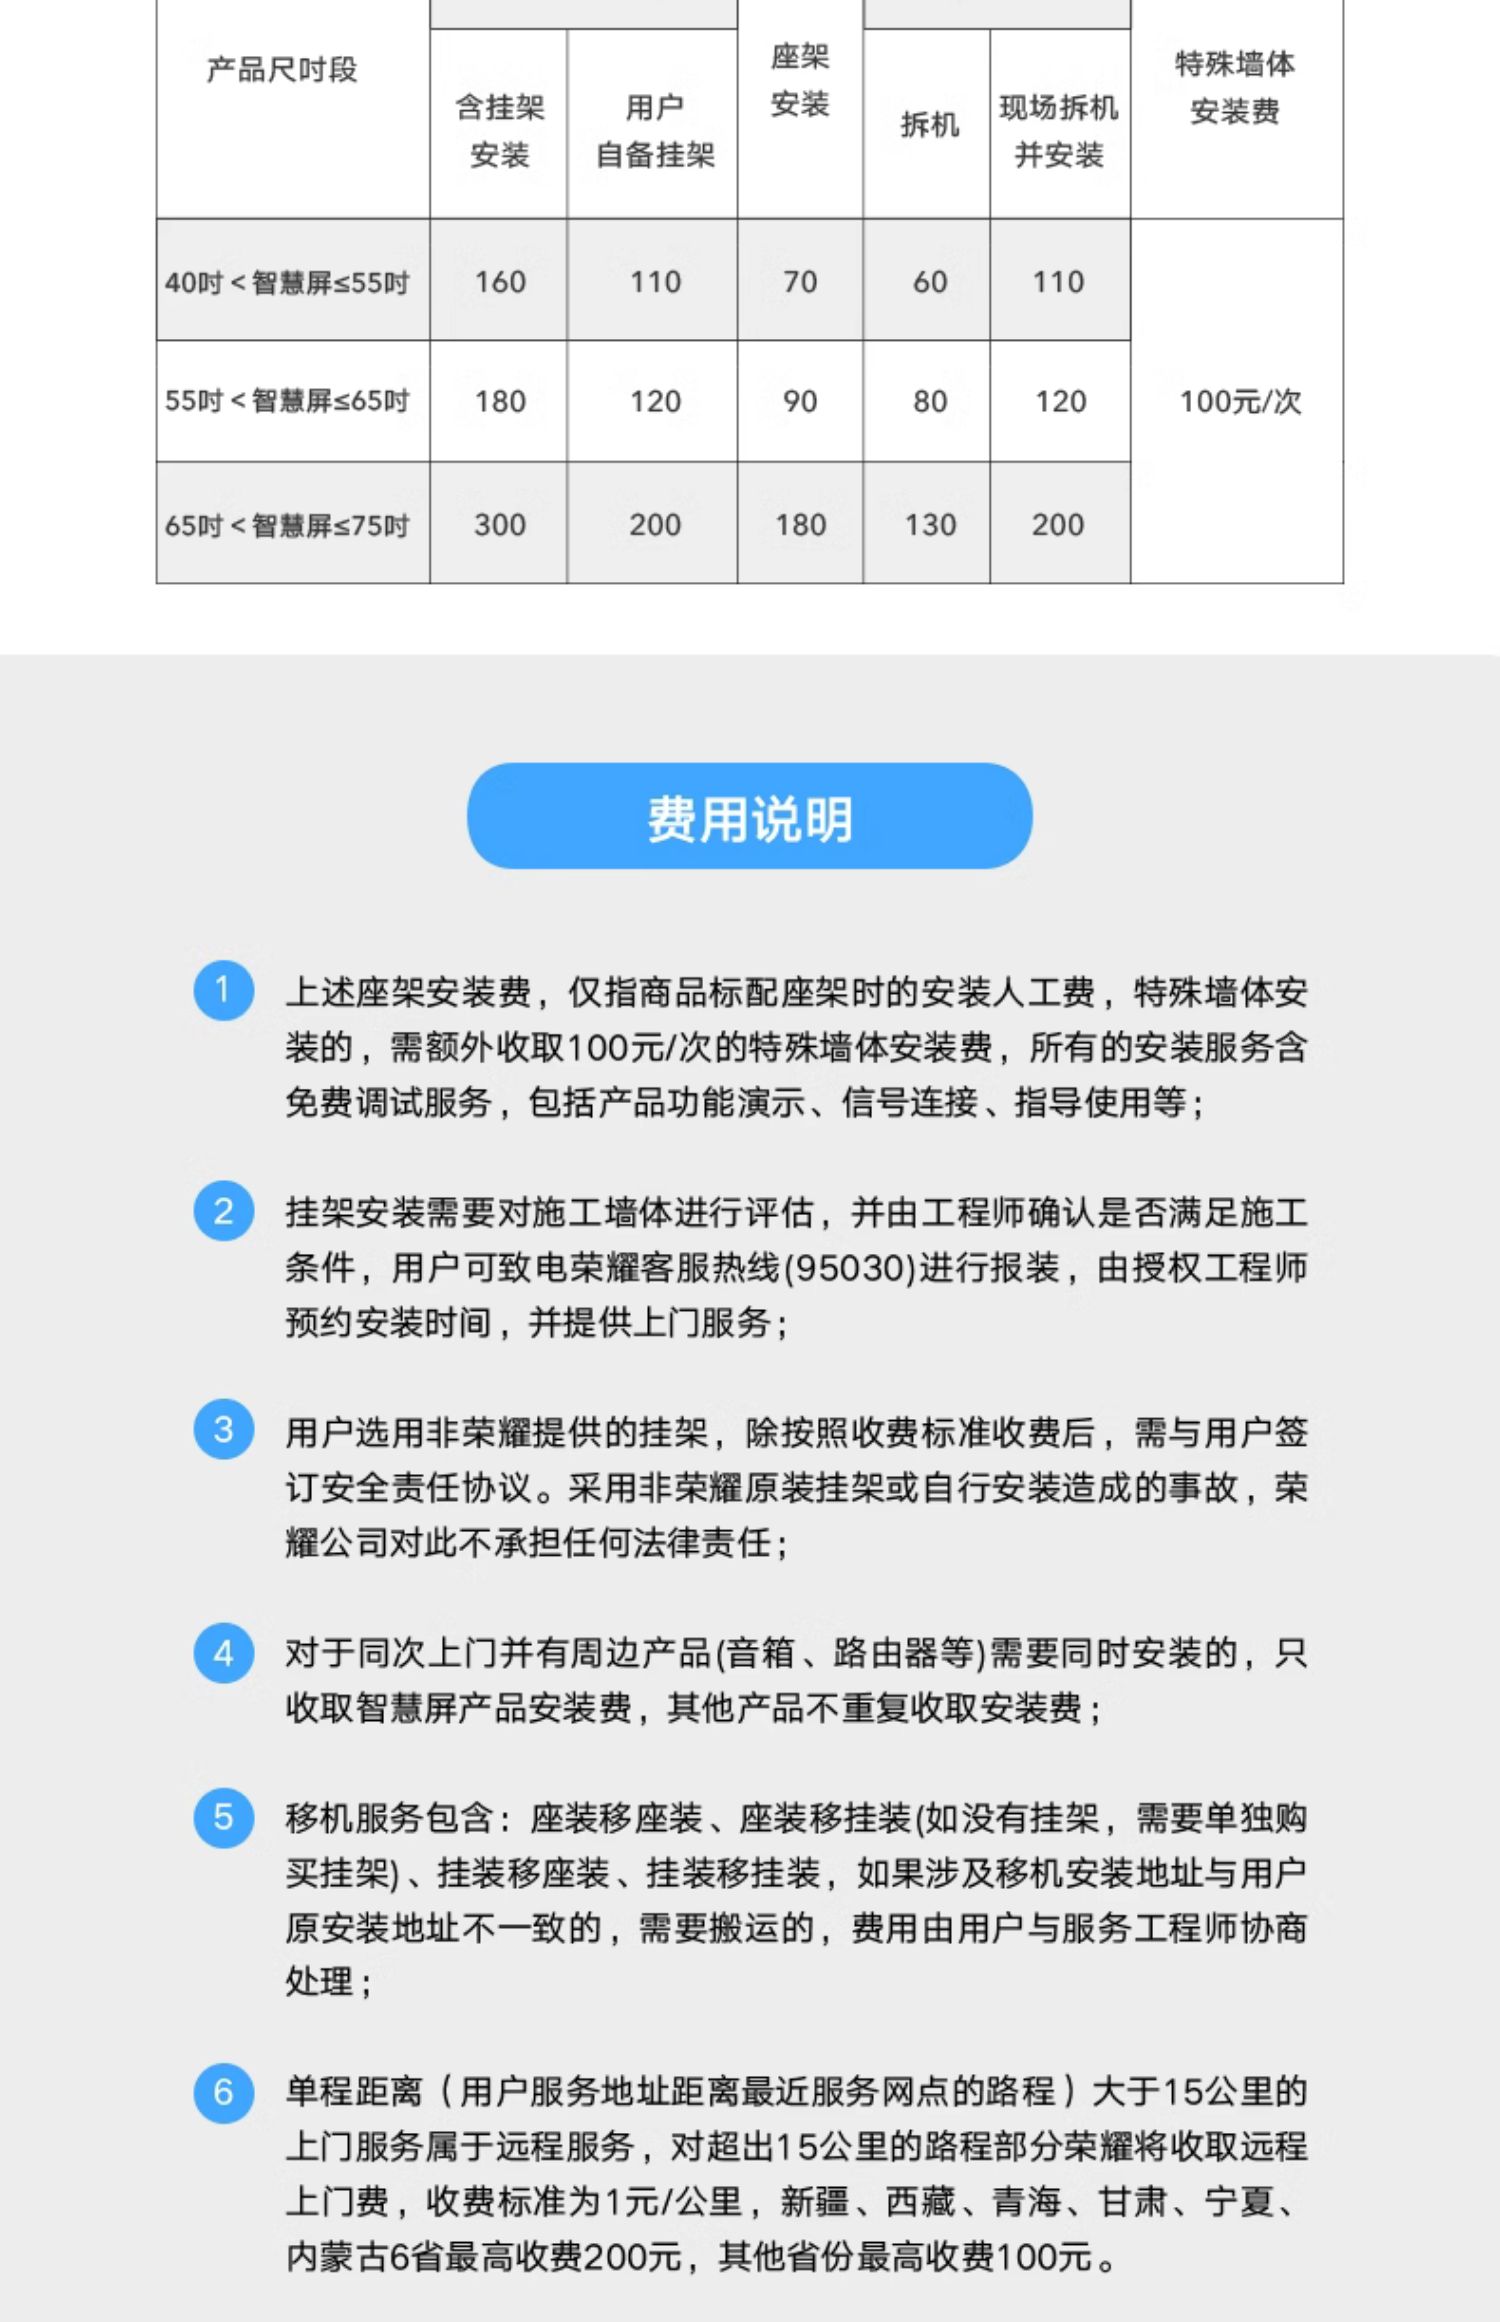 产品尺吋段
含挂架
安装
用户
自备挂架
座架
安装
拆机
现场拆机
并安装
特殊墙体
安装费
40吋<智慧屏≤55吋 160 110 70 60 110
55吋<智慧屏≤65吋 180 120 90 80 120 100元/次
65吋<智慧屏≤75吋 300 200 180 130 200
费用说明
1 上述座架安装费，仅指商品标配座架时的安装人工费，特殊墙体安
装的，需额外收取100元/次的特殊墙体安装费，所有的安装服务含
免费调试服务，包括产品功能演示、信号连接、指导使用等；
2 挂架安装需要对施工墙体进行评估，并由工程师确认是否满足施工
条件，用户可致电荣耀客服热线(95030)进行报装，由授权工程师
预约安装时间，并提供上门服务；
3 用户选用非荣耀提供的挂架，除按照收费标准收费后，需与用户签
订安全责任协议。采用非荣耀原装挂架或自行安装造成的事故，荣
耀公司对此不承担任何法律责任；
4 对于同次上门并有周边产品(音箱、路由器等)需要同时安装的，只
收取智慧屏产品安装费，其他产品不重复收取安装费；
5 移机服务包含：座装移座装、座装移挂装(如没有挂架，需要单独购
买挂架)、挂装移座装、挂装移挂装，如果涉及移机安装地址与用户
原安装地址不一致的，需要搬运的，费用由用户与服务工程师协商
处理；
6 单程距离（用户服务地址距离最近服务网点的路程）大于15公里的
上门服务属于远程服务，对超出15公里的路程部分荣耀将收取远程
上门费，收费标准为1元/公里，新疆、西藏、青海、甘肃、宁夏、
内蒙古6省最高收费200元，其他省份最高收费100元。